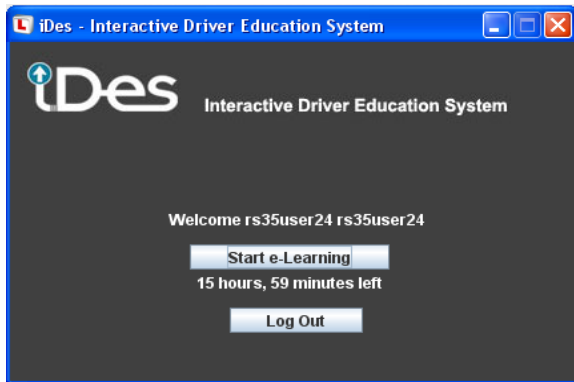 iDes - Interactive Driver Education System
iDes Interactive Driver Education System
Welcome rs35user24 rs35user24
Start e-Learning
15 hours, 59 minutes left
Log Out